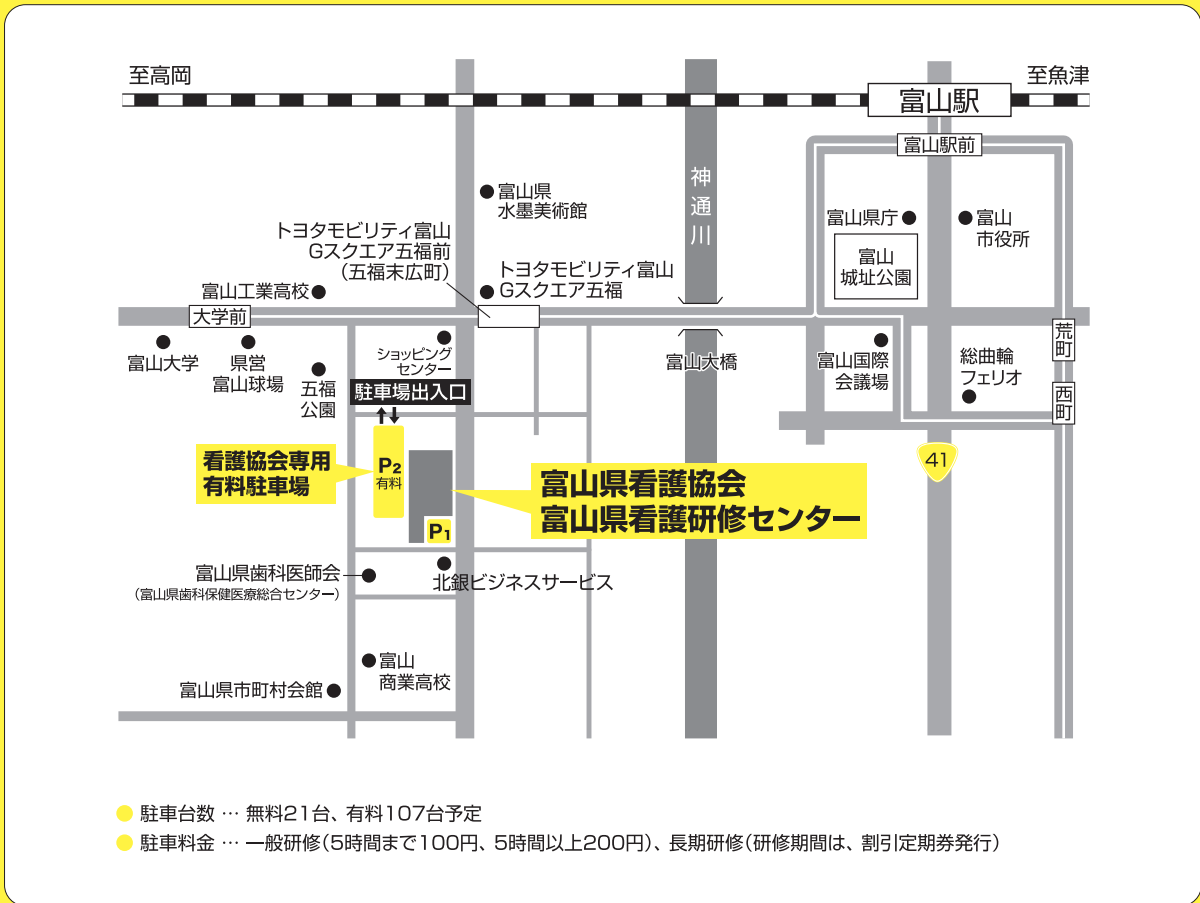 至高岡
至魚津
富山駅
富山駅前
神通川
富山県
水墨美術館
トヨタモビリティ富山
Gスクエア五福前
（五福末広町）
トヨタモビリティ富山
Gスクエア五福
富山県庁
富山
市役所
富山
城址公園
富山工業高校
大学前
富山大学
県営
富山球場
五福
公園
ショッピング
センター
駐車場出入口
富山大橋
富山国際
会議場
総曲輪
フェリオ
荒町
西町
41
看護協会専用
有料駐車場
P2
有料
P1
富山県看護協会
富山県看護研修センター
富山県歯科医師会
（富山県歯科保健医療総合センター）
北銀ビジネスサービス
富山
商業高校
富山県市町村会館
駐車台数 … 無料21台、有料107台予定
駐車料金 … 一般研修（5時間まで100円、5時間以上200円）、長期研修（研修期間は、割引定期券発行）